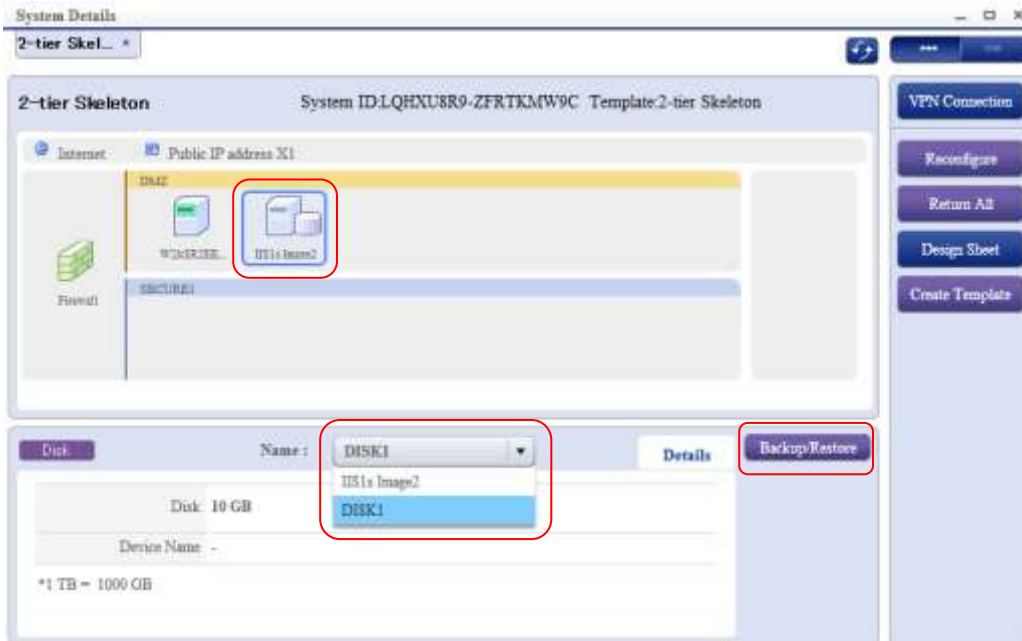 System Details
2-tier Skel...
2-tier Skeleton
System ID:LQHXU8R9-ZFRTKMW9C Template:2-tier Skeleton
Internet
Public IP address X1
DMZ
Image2
Firewall
SECURE1
VPN Connection
Reconfigure
Return All
Design Sheet
Create Template
Disk
Name :
DISK1
Details
Backup/Restore
Image2
DISK1
Disk 10 GB
Device Name -
*1 TB = 1000 GB